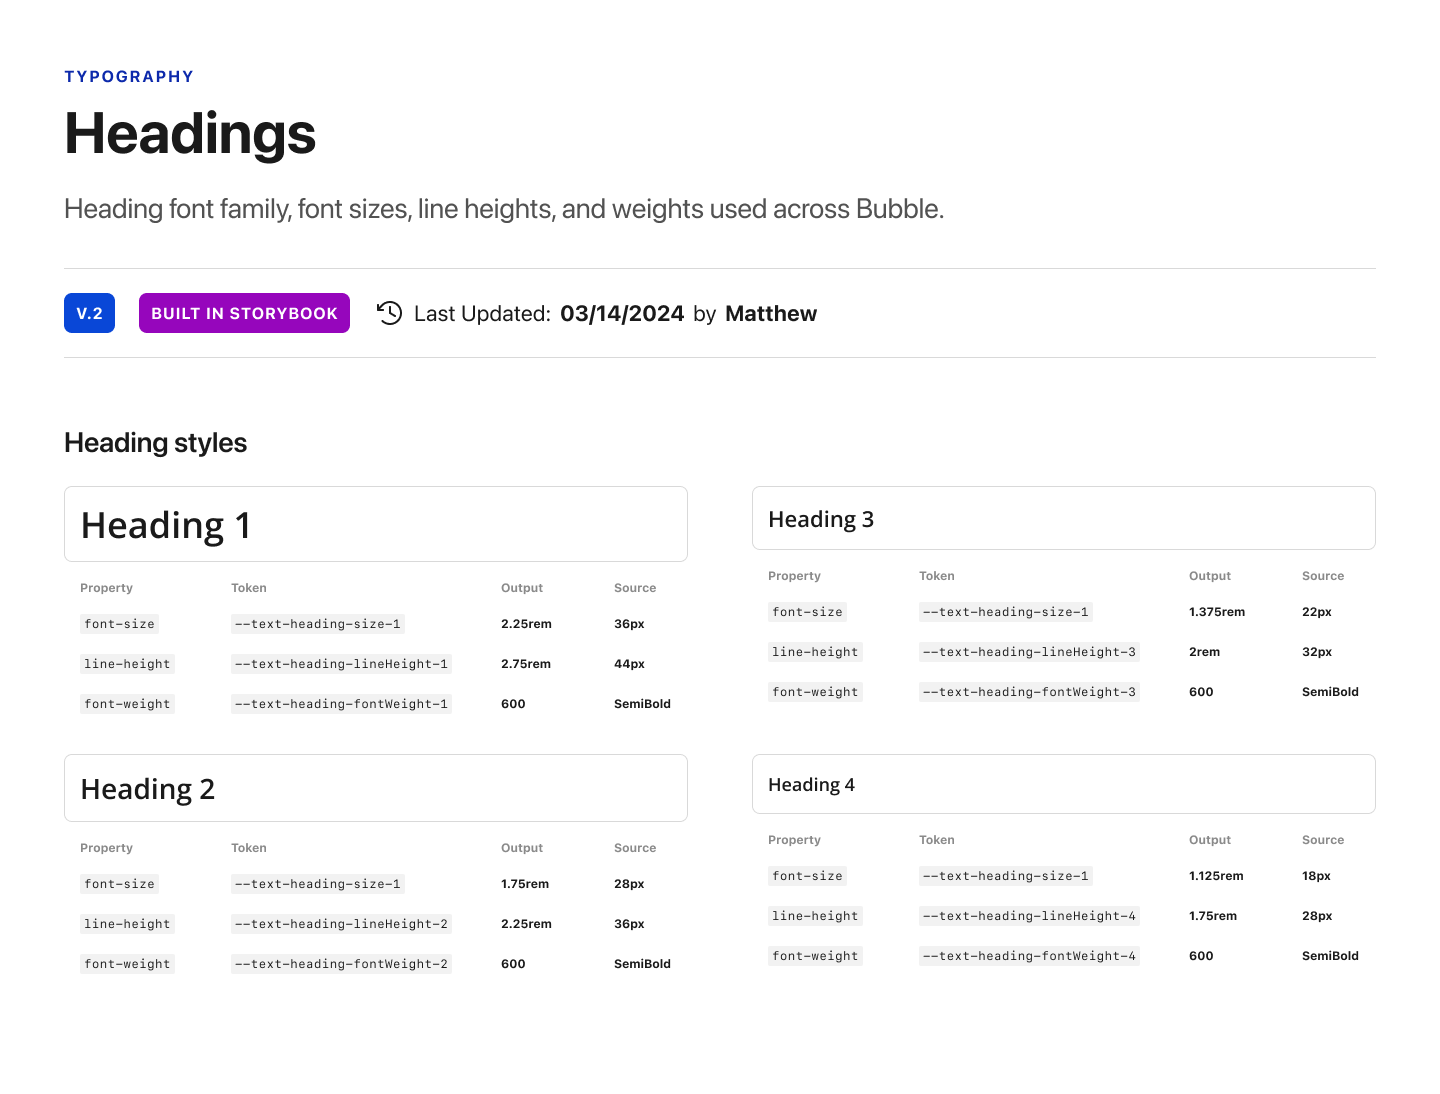 TYPOGRAPHY
Headings
Heading font family, font sizes, line heights, and weights used across Bubble.
V.2 BUILT IN STORYBOOK Last Updated: 03/14/2024 by Matthew
Heading styles
Heading 1
Property Token Output Source
font-size --text-heading-size-1 2.25rem 36px
line-height --text-heading-lineHeight-1 2.75rem 44px
font-weight --text-heading-fontWeight-1 600 SemiBold
Heading 2
Property Token Output Source
font-size --text-heading-size-1 1.75rem 28px
line-height --text-heading-lineHeight-2 2.25rem 36px
font-weight --text-heading-fontWeight-2 600 SemiBold
Heading 3
Property Token Output Source
font-size --text-heading-size-1 1.375rem 22px
line-height --text-heading-lineHeight-3 2rem 32px
font-weight --text-heading-fontWeight-3 600 SemiBold
Heading 4
Property Token Output Source
font-size --text-heading-size-1 1.125rem 18px
line-height --text-heading-lineHeight-4 1.75rem 28px
font-weight --text-heading-fontWeight-4 600 SemiBold